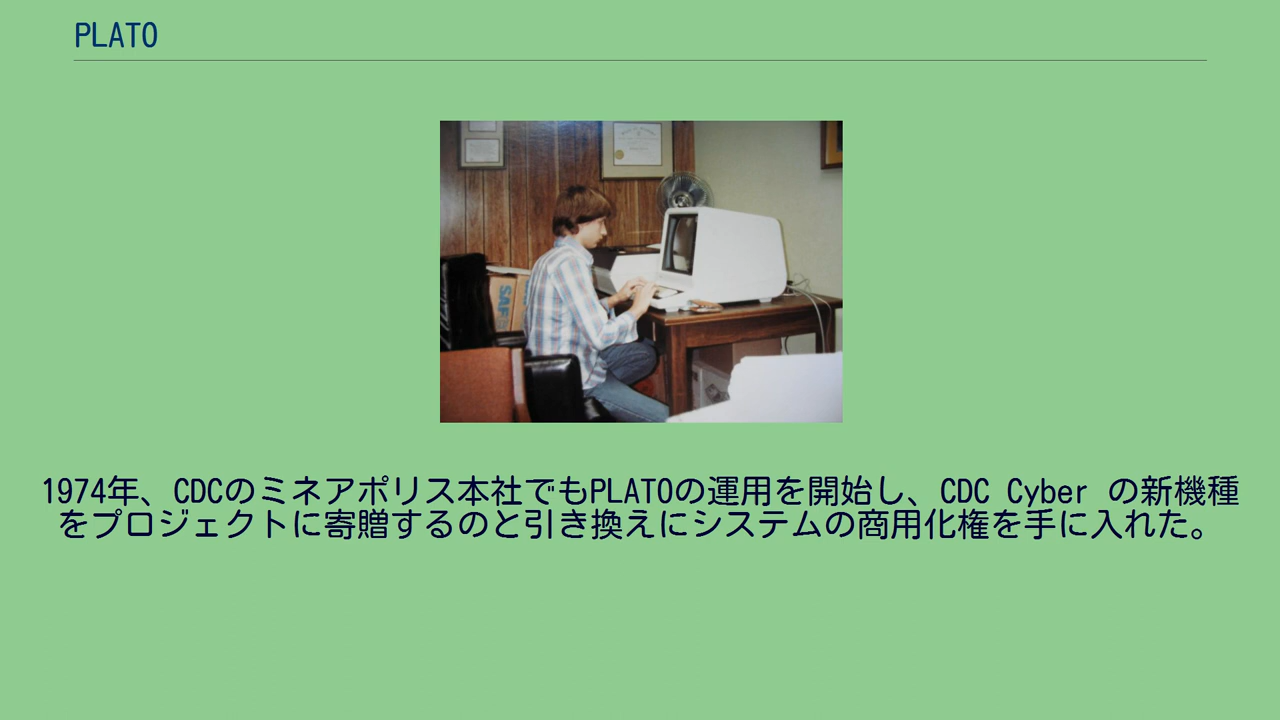 PLATO
SAF
1974年、CDCのミネアポリス本社でもPLATOの運用を開始し、CDC Cyber の新機種
をプロジェクトに寄贈するのと引き換えにシステムの商用化権を手に入れた。